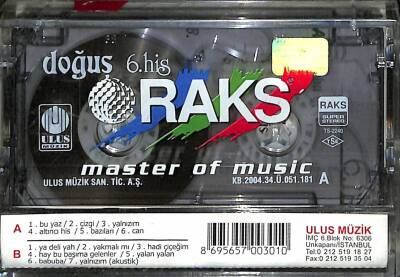 doğuş 6.his
RAKS
master of music
ULUS
MÜZİK
RAKS
SUPER
STEREO
TS-2240
TSE
ULUS MÜZİK SAN. TİC. A.Ş.
KB.2004.34.Ü.051.181
A
A 1 . bu yaz / 2 . çizgi / 3 . yalnızım
4 . altıncı his / 5 . bazıları / 6 . can
B 1 . ya deli yah / 2 . yakmalı mı / 3 . hadi çiçeğim
4 . hay bu başıma gelenler / 5 . yalan yalan
6 . babuba / 7 . yalnızım (akustik)
8 695657 003010
ULUS MÜZİK
İMÇ 6.Blok No: 6306
Unkapanı/İSTANBUL
Tel:0 212 519 18 27
Fax:0 212 519 35 04